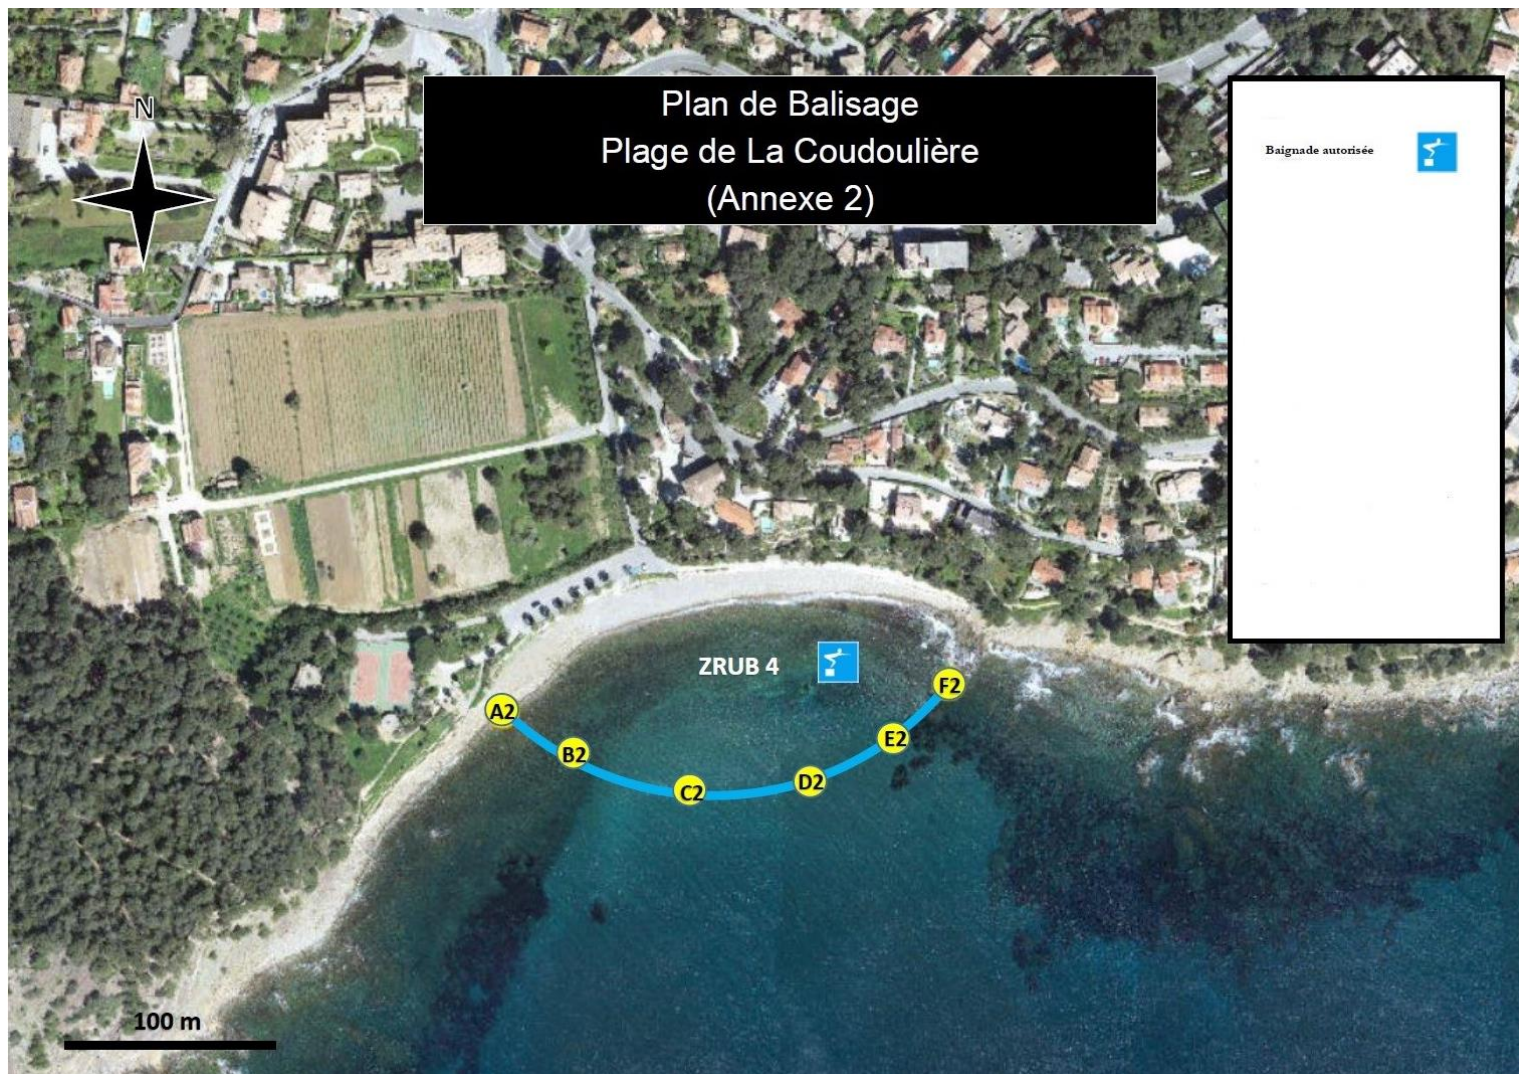 N
Plan de Balisage
Plage de La Coudoulière
(Annexe 2)
Baignade autorisée
ZRUB 4
A2
B2
C2
D2
E2
F2
100 m